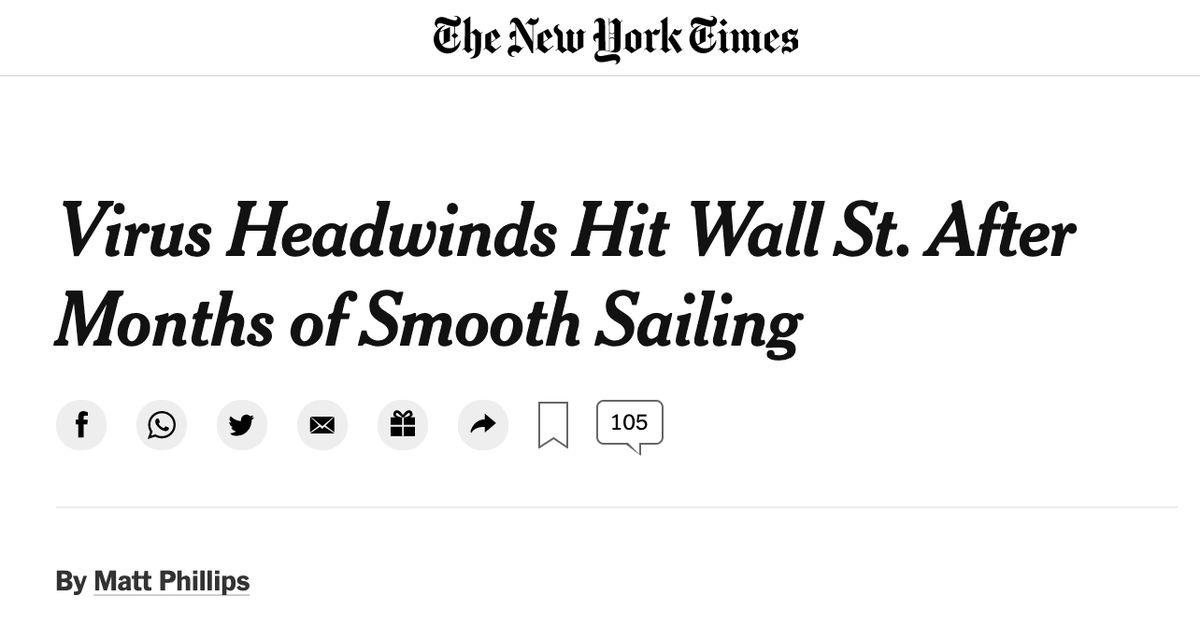 The New York Times
Virus Headwinds Hit Wall St. After
Months of Smooth Sailing
f
105
By Matt Phillips